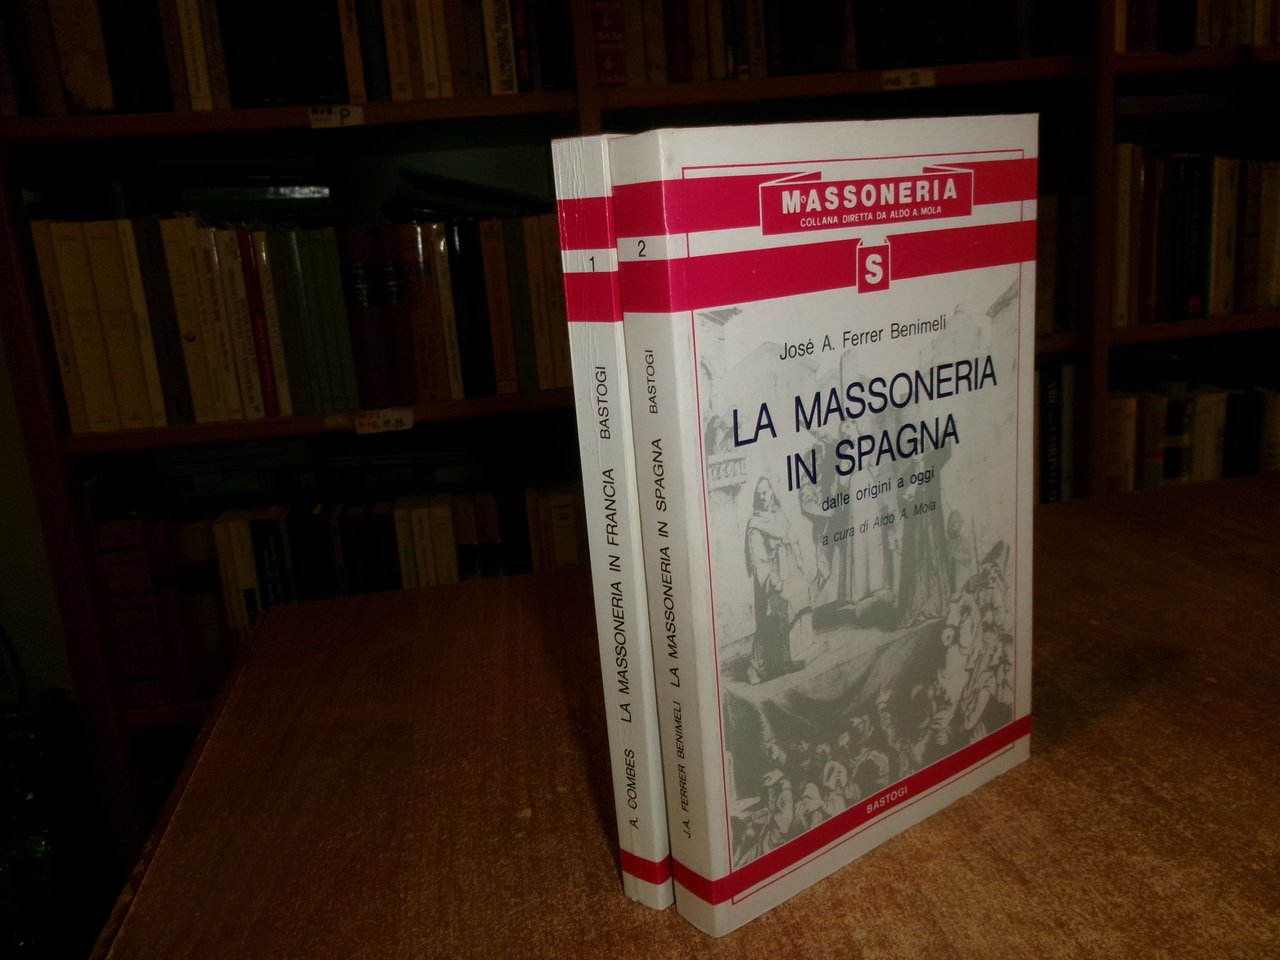 MASSONERIA
COLLANA DIRETTA DA ALDO A. MOLA
S
José A. Ferrer Benimeli
LA MASSONERIA
IN SPAGNA
dalle origini a oggi
a cura di Aldo A. Mola
BASTOGI
2
J.A. FERRER BENIMELI LA MASSONERIA IN SPAGNA BASTOGI
1
A. COMBES LA MASSONERIA IN FRANCIA BASTOGI